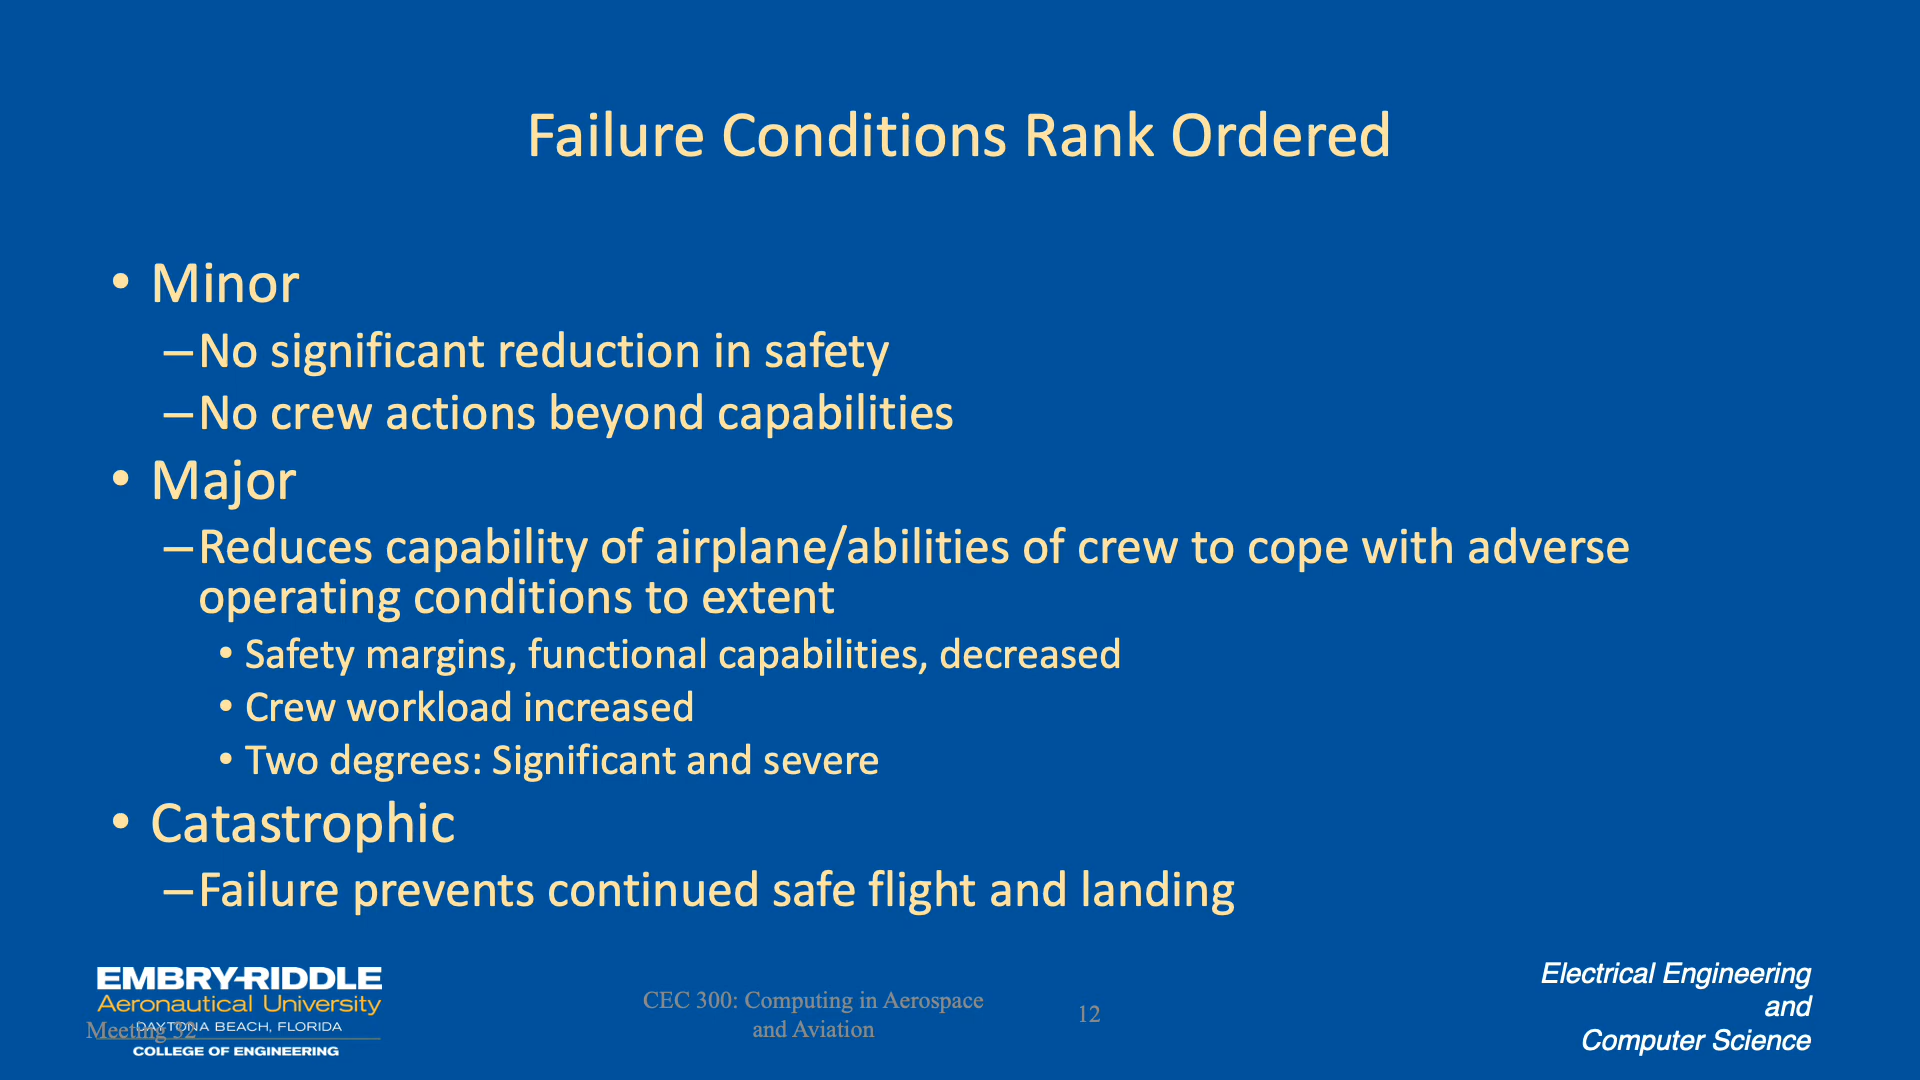 Failure Conditions Rank Ordered
• Minor
–No significant reduction in safety
–No crew actions beyond capabilities
• Major
–Reduces capability of airplane/abilities of crew to cope with adverse
operating conditions to extent
• Safety margins, functional capabilities, decreased
• Crew workload increased
• Two degrees: Significant and severe
• Catastrophic
–Failure prevents continued safe flight and landing
EMBRY-RIDDLE
Aeronautical University
DAYTONA BEACH, FLORIDA
COLLEGE OF ENGINEERING
Meeting 32
CEC 300: Computing in Aerospace
and Aviation
12
Electrical Engineering
and
Computer Science